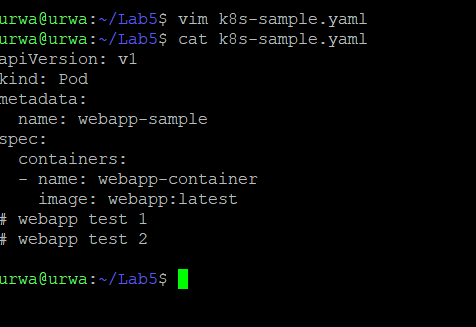 urwa@urwa:~/Lab5$ vim k8s-sample.yaml
urwa@urwa:~/Lab5$ cat k8s-sample.yaml
apiVersion: v1
kind: Pod
metadata:
  name: webapp-sample
spec:
  containers:
  - name: webapp-container
    image: webapp:latest
# webapp test 1
# webapp test 2

urwa@urwa:~/Lab5$